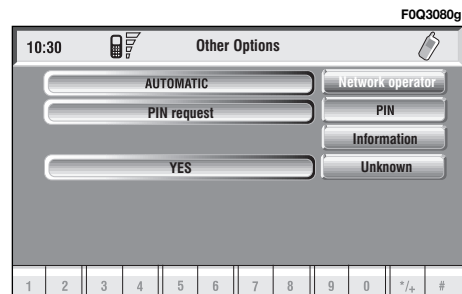 F0Q3080g
10:30 Other Options
AUTOMATIC Network operator
PIN request PIN
Information
YES Unknown
1 2 3 4 5 6 7 8 9 0 */+ #